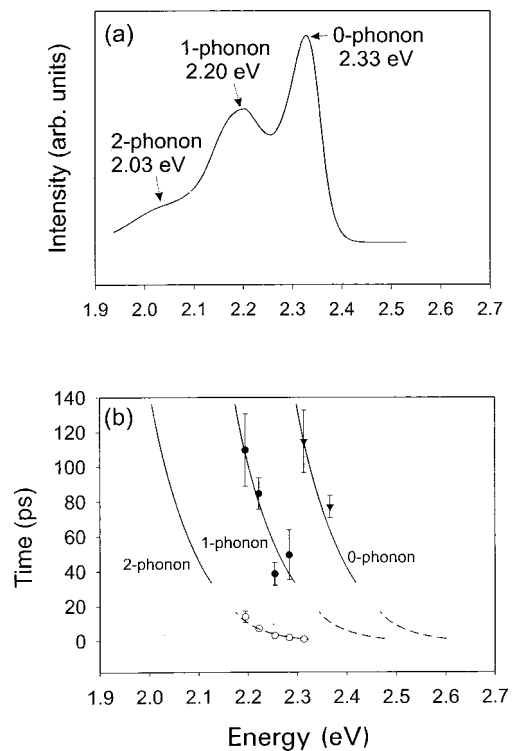 (a)
0-phonon
2.33 eV
1-phonon
2.20 eV
2-phonon
2.03 eV
Intensity (arb. units)
1.9 2.0 2.1 2.2 2.3 2.4 2.5 2.6 2.7
(b)
140
120
100
80
60
40
20
0
Time (ps)
2-phonon
1-phonon
0-phonon
1.9 2.0 2.1 2.2 2.3 2.4 2.5 2.6 2.7
Energy (eV)